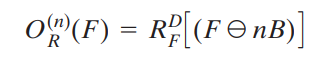 O_R^{(n)}(F) = R_F^D[(F ⊖ nB)]